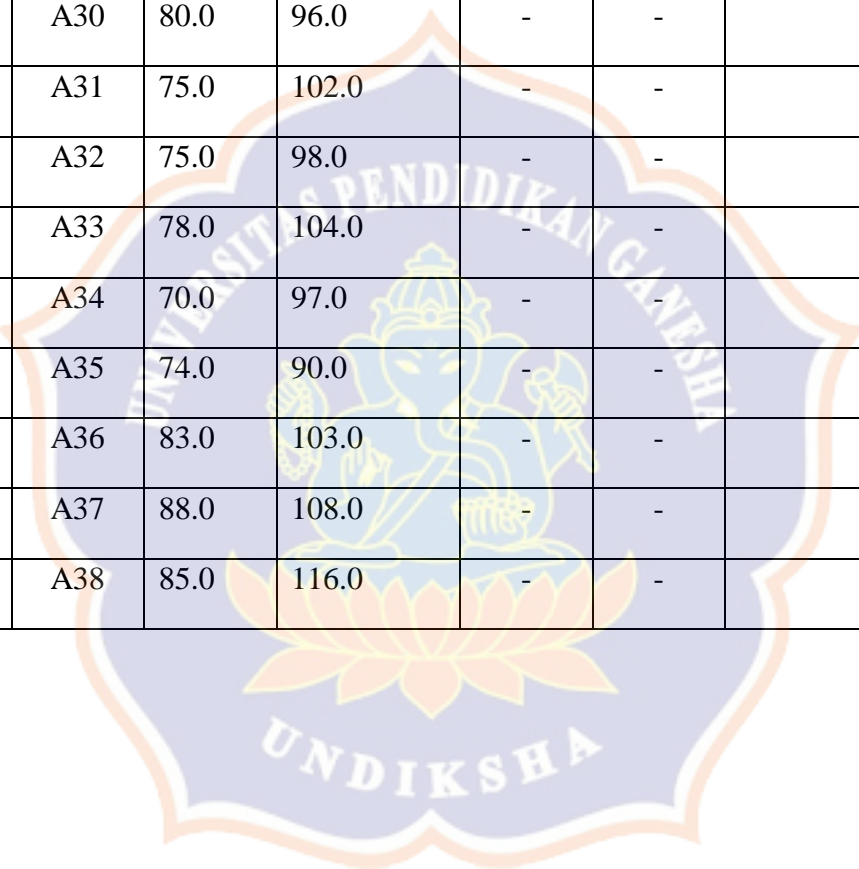 A30 80.0 96.0 - -
A31 75.0 102.0 - -
A32 75.0 98.0 - -
A33 78.0 104.0 - -
A34 70.0 97.0 - -
A35 74.0 90.0 - -
A36 83.0 103.0 - -
A37 88.0 108.0 - -
A38 85.0 116.0 - -
UNIVERSITAS PENDIDIKAN GANESHA
UNDIKSHA